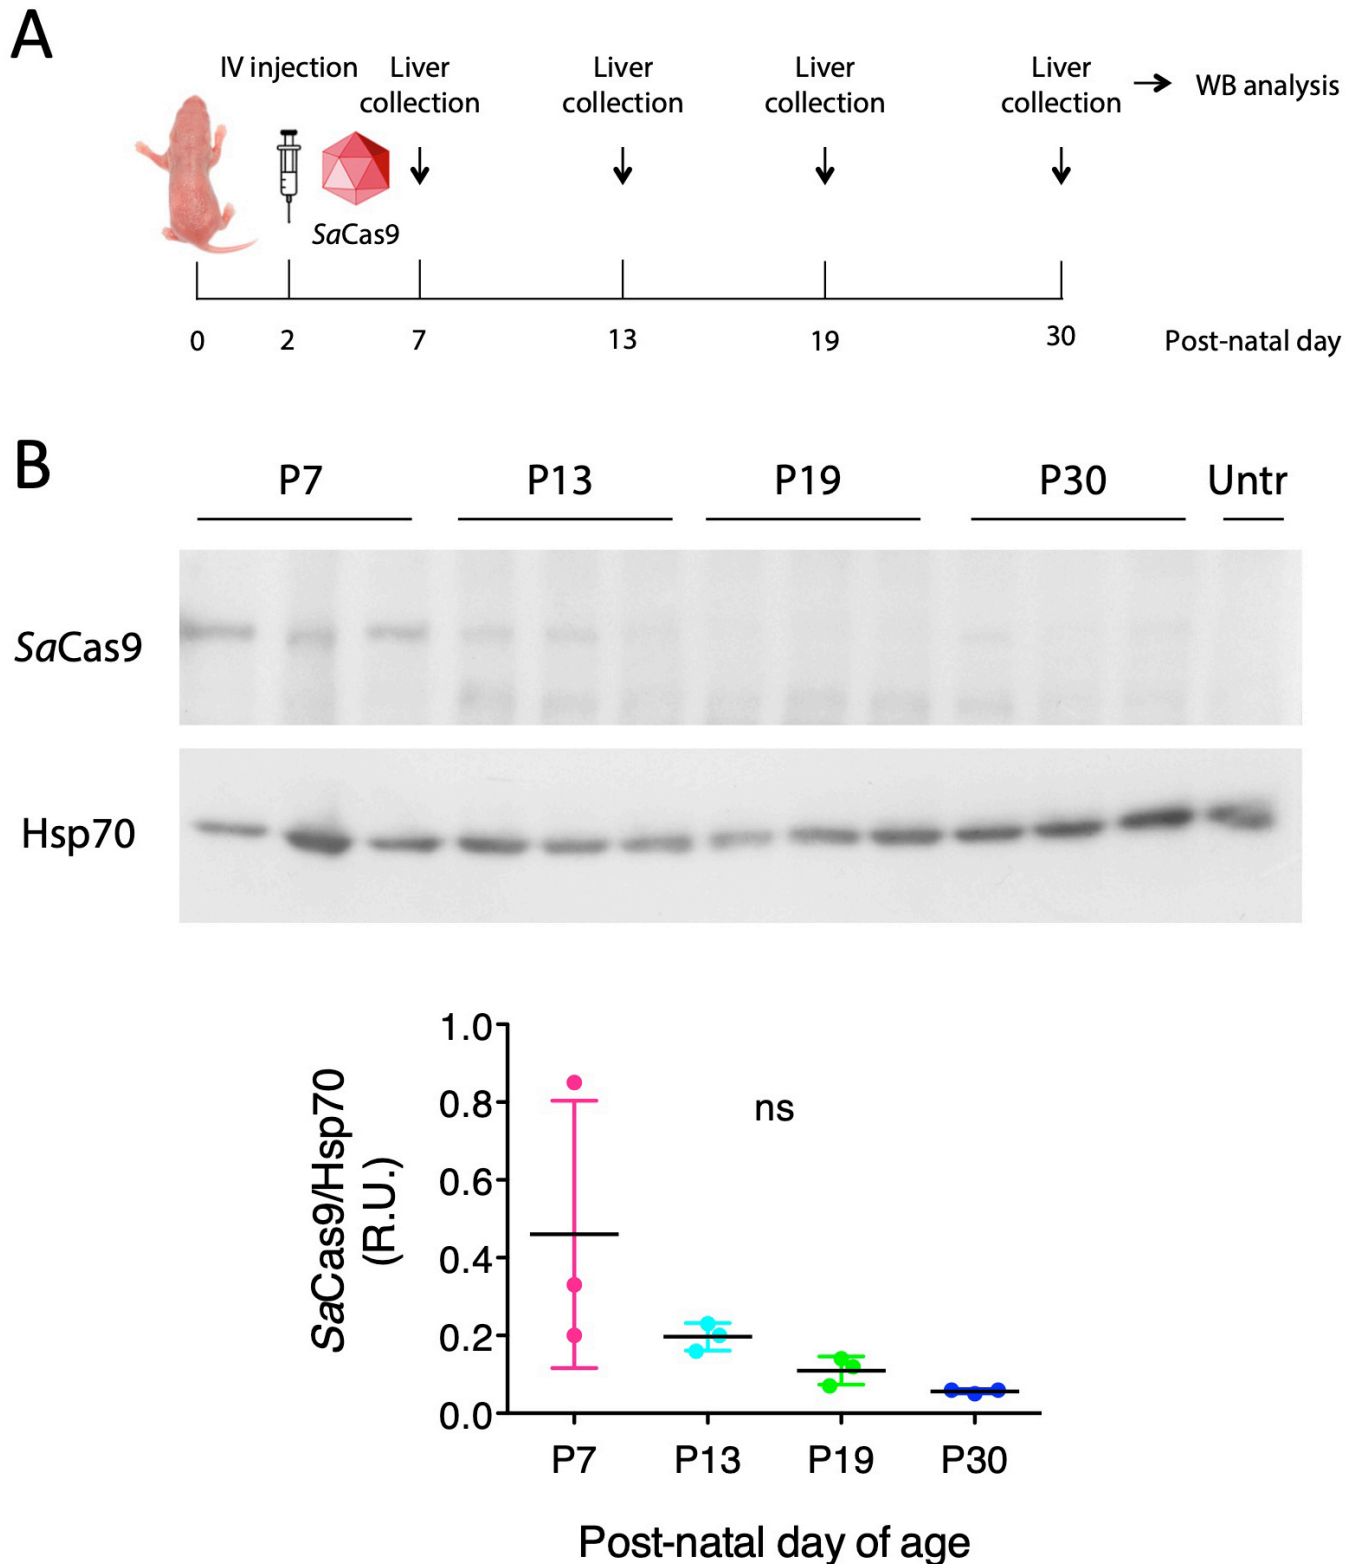 A
IV injection
Liver
collection
Liver
collection
Liver
collection
Liver
collection
WB analysis
SaCas9
0
2
7
13
19
30
Post-natal day
B
P7
P13
P19
P30
Untr
SaCas9
Hsp70
1.0
0.8
0.6
0.4
0.2
0.0
SaCas9/Hsp70
(R.U.)
ns
P7
P13
P19
P30
Post-natal day of age